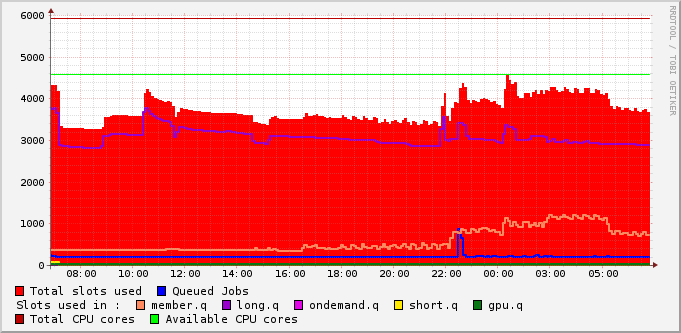 RRDTOOL / TOBI OETIKER
6000
5000
4000
3000
2000
1000
0
08:00 10:00 12:00 14:00 16:00 18:00 20:00 22:00 00:00 03:00 05:00
Total slots used Queued Jobs
Slots used in : member.q long.q ondemand.q short.q gpu.q
Total CPU cores Available CPU cores